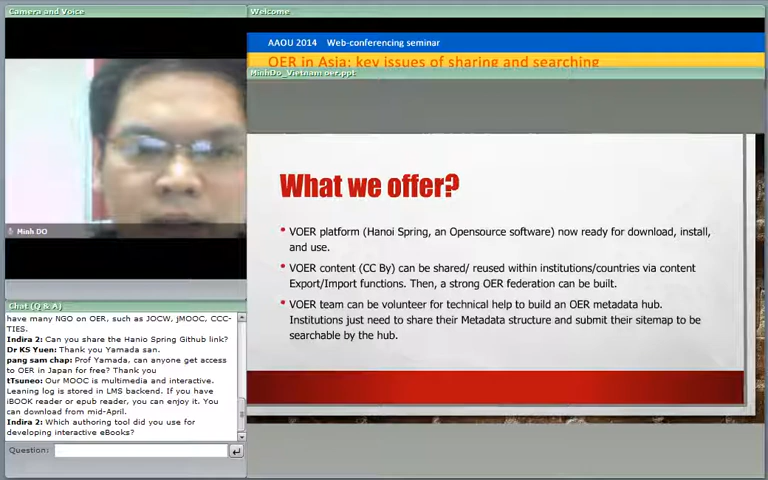 Camera and Voice
Welcome
AAOU 2014 Web-conferencing seminar
OER in Asia: key issues of sharing and searching
MinhDo_Vietnam oer.ppt
What we offer?
• VOER platform (Hanoi Spring, an Opensource software) now ready for download, install,
and use.
• VOER content (CC By) can be shared/ reused within institutions/countries via content
Export/Import functions. Then, a strong OER federation can be built.
• VOER team can be volunteer for technical help to build an OER metadata hub.
Institutions just need to share their Metadata structure and submit their sitemap to be
searchable by the hub.
Minh DO
Chat (Q & A)
have many NGO on OER, such as JOCW, jMOOC, CCC-
TIES.
Indira 2: Can you share the Hanio Spring Github link?
Dr KS Yuen: Thank you Yamada san.
pang sam chap: Prof Yamada, can anyone get access
to OER in Japan for free? Thank you
tTsuneo: Our MOOC is multimedia and interactive.
Leaning log is stored in LMS backend. If you have
iBOOK reader or epub reader, you can enjoy it. You
can download from mid-April.
Indira 2: Which authoring tool did you use for
developing interactive eBooks?
Question: